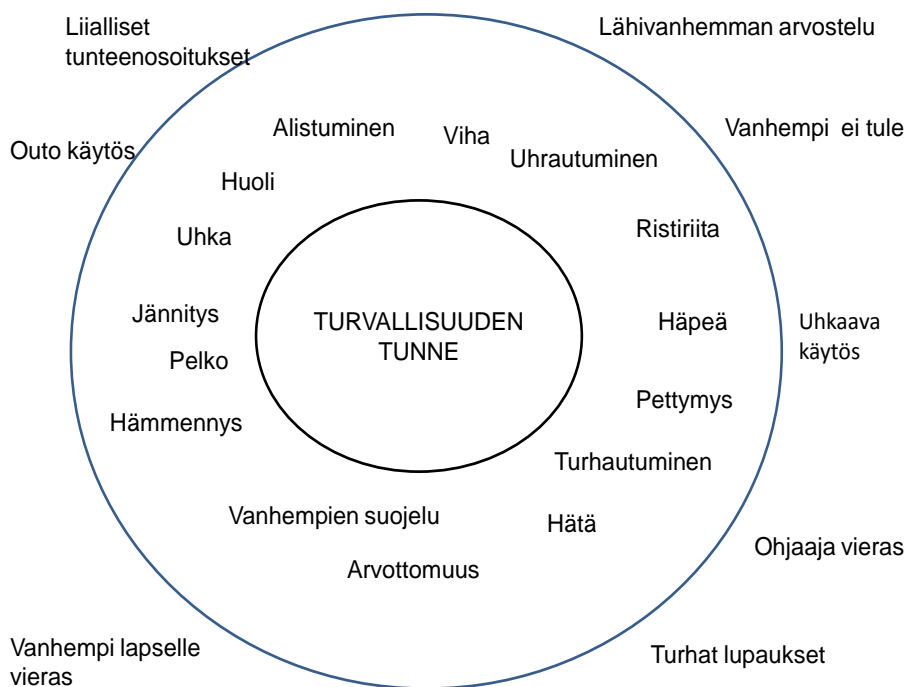 Liialliset
tunteenosoitukset
Lähivanhemman arvostelu
Vanhempi ei tule
Outo käytös
Alistuminen
Viha
Uhrautuminen
Huoli
Uhka
Ristiriita
Jännitys
Pelko
Hämmennys
TURVALLISUUDEN
TUNNE
Häpeä
Uhkaava
käytös
Pettymys
Turhautuminen
Vanhempien suojelu
Hätä
Arvottomuus
Ohjaaja vieras
Vanhempi lapselle
vieras
Turhat lupaukset